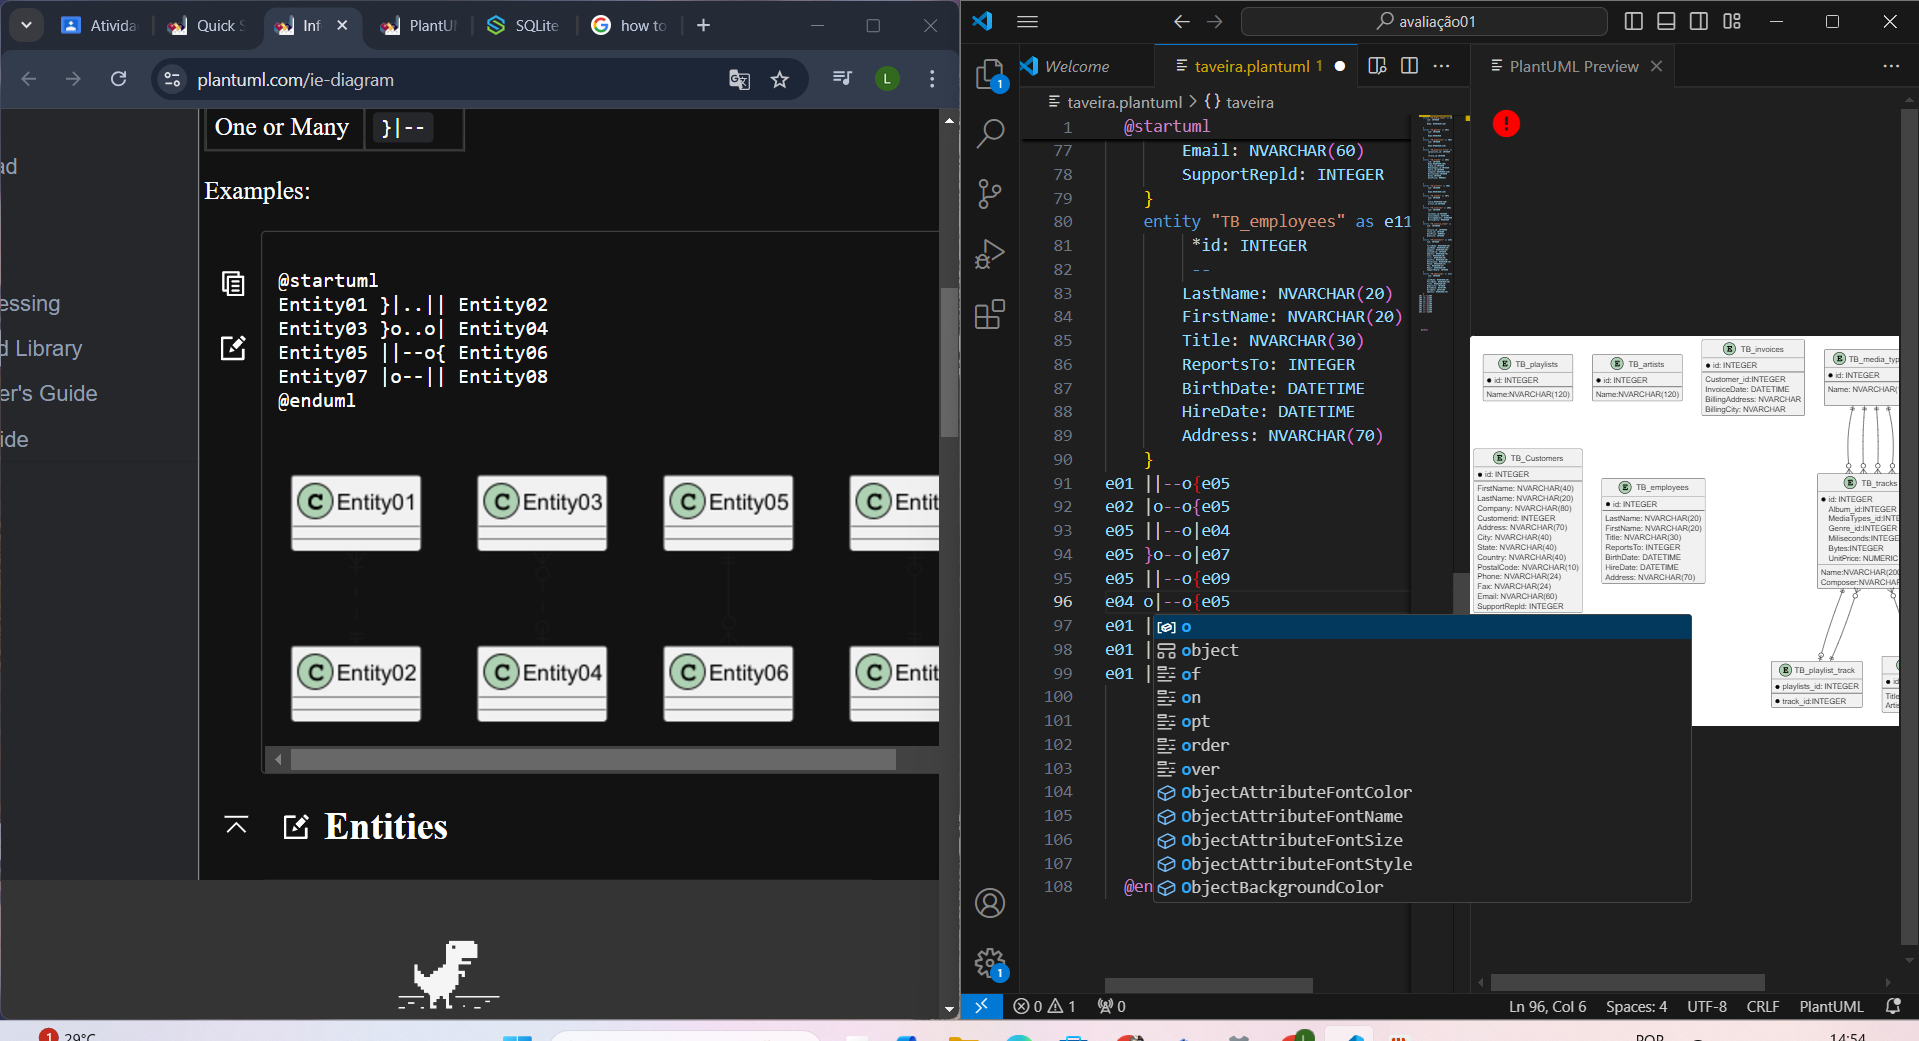 Ativida
Quick S
Inf
PlantUM
SQLite
how to
plantuml.com/ie-diagram
L
One or Many }|--
Examples:
@startuml
Entity01 }|..|| Entity02
Entity03 }o..o| Entity04
Entity05 ||--o{ Entity06
Entity07 |o--|| Entity08
@enduml
C Entity01
C Entity03
C Entity05
C Entit
C Entity02
C Entity04
C Entity06
C Entit
Entities
ad
essing
d Library
er's Guide
ide
avaliação01
Welcome
taveira.plantuml 1
PlantUML Preview
taveira.plantuml > {} taveira
1 @startuml
77 Email: NVARCHAR(60)
78 SupportRepld: INTEGER
79 }
80 entity "TB_employees" as e11
81 *id: INTEGER
82 --
83 LastName: NVARCHAR(20)
84 FirstName: NVARCHAR(20)
85 Title: NVARCHAR(30)
86 ReportsTo: INTEGER
87 BirthDate: DATETIME
88 HireDate: DATETIME
89 Address: NVARCHAR(70)
90 }
91 e01 ||--o{e05
92 e02 |o--o{e05
93 e05 ||--o|e04
94 e05 }o--o|e07
95 e05 ||--o{e09
96 e04 o|--o{e05
97 e01 |
98 e01 |
99 e01 |
100
101
102
103
104
105
106
107
108 @en
o
object
of
on
opt
order
over
ObjectAttributeFontColor
ObjectAttributeFontName
ObjectAttributeFontSize
ObjectAttributeFontStyle
ObjectBackgroundColor
E TB_playlists
id: INTEGER
Name:NVARCHAR(120)
E TB_artists
id: INTEGER
Name:NVARCHAR(120)
E TB_invoices
id: INTEGER
Customer_id:INTEGER
InvoiceDate: DATETIME
BillingAddress: NVARCHAR
BillingCity: NVARCHAR
E TB_media_typ
id: INTEGER
Name: NVARCHAR(
E TB_Customers
id: INTEGER
FirstName: NVARCHAR(40)
LastName: NVARCHAR(20)
Company: NVARCHAR(80)
Customerid: INTEGER
Address: NVARCHAR(70)
City: NVARCHAR(40)
State: NVARCHAR(40)
Country: NVARCHAR(40)
PostalCode: NVARCHAR(10)
Phone: NVARCHAR(24)
Fax: NVARCHAR(24)
Email: NVARCHAR(60)
SupportRepld: INTEGER
E TB_employees
id: INTEGER
LastName: NVARCHAR(20)
FirstName: NVARCHAR(20)
Title: NVARCHAR(30)
ReportsTo: INTEGER
BirthDate: DATETIME
HireDate: DATETIME
Address: NVARCHAR(70)
E TB_tracks
id: INTEGER
Album_id:INTEGER
MediaTypes_id:INTE
Genre_id:INTEGER
Miliseconds:INTEGE
Bytes:INTEGER
UnitPrice: NUMERIC
Name:NVARCHAR(200
Composer:NVARCHAR
E TB_playlist_track
playlists_id: INTEGER
track_id:INTEGER
id
Title
Artis
1
1
0 1 0
Ln 96, Col 6 Spaces: 4 UTF-8 CRLF PlantUML
1 29°C
POR
14:54